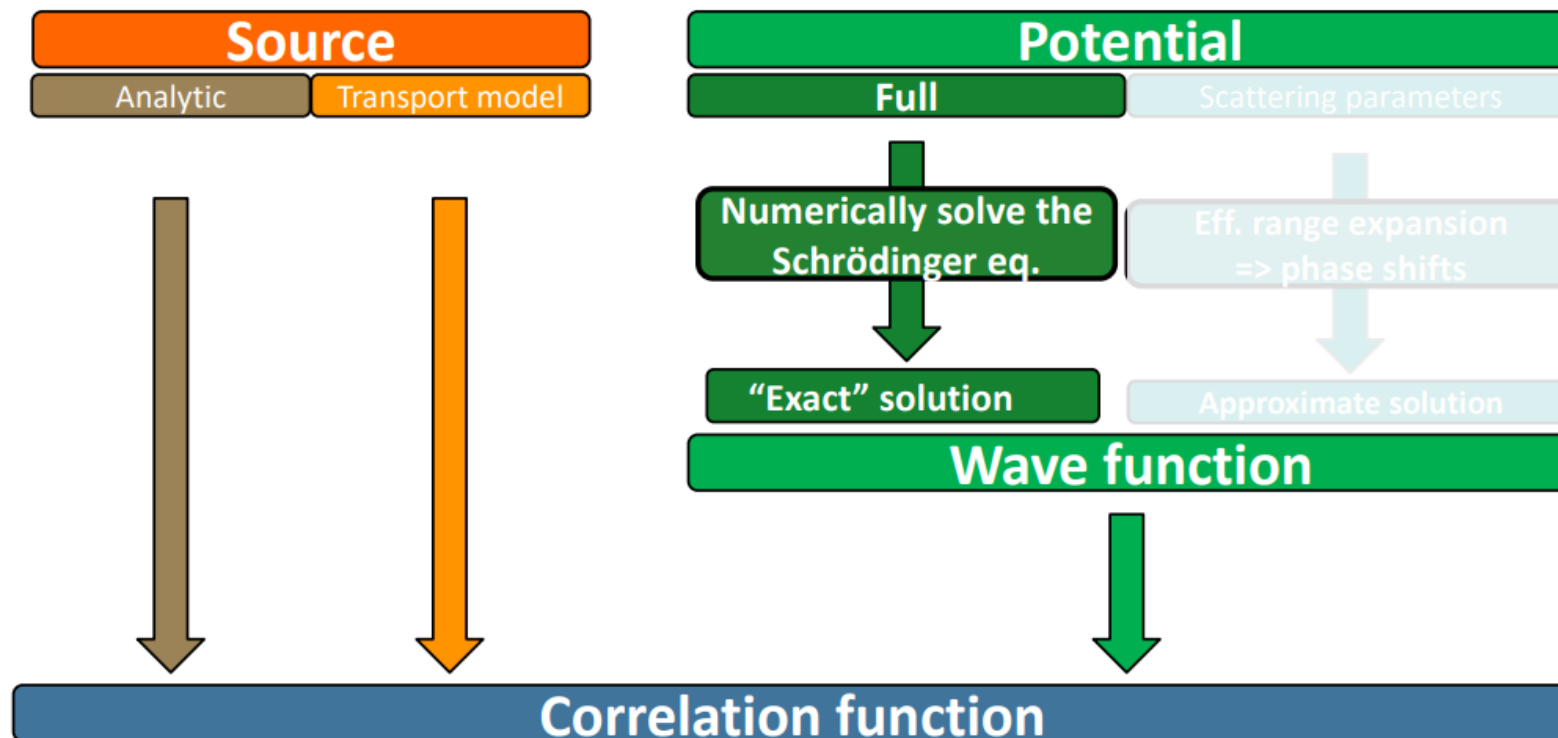 Source
Potential
Analytic
Transport model
Full
Scattering parameters
Numerically solve the
Schrödinger eq.
Eff. range expansion
=> phase shifts
“Exact” solution
Approximate solution
Wave function
Correlation function